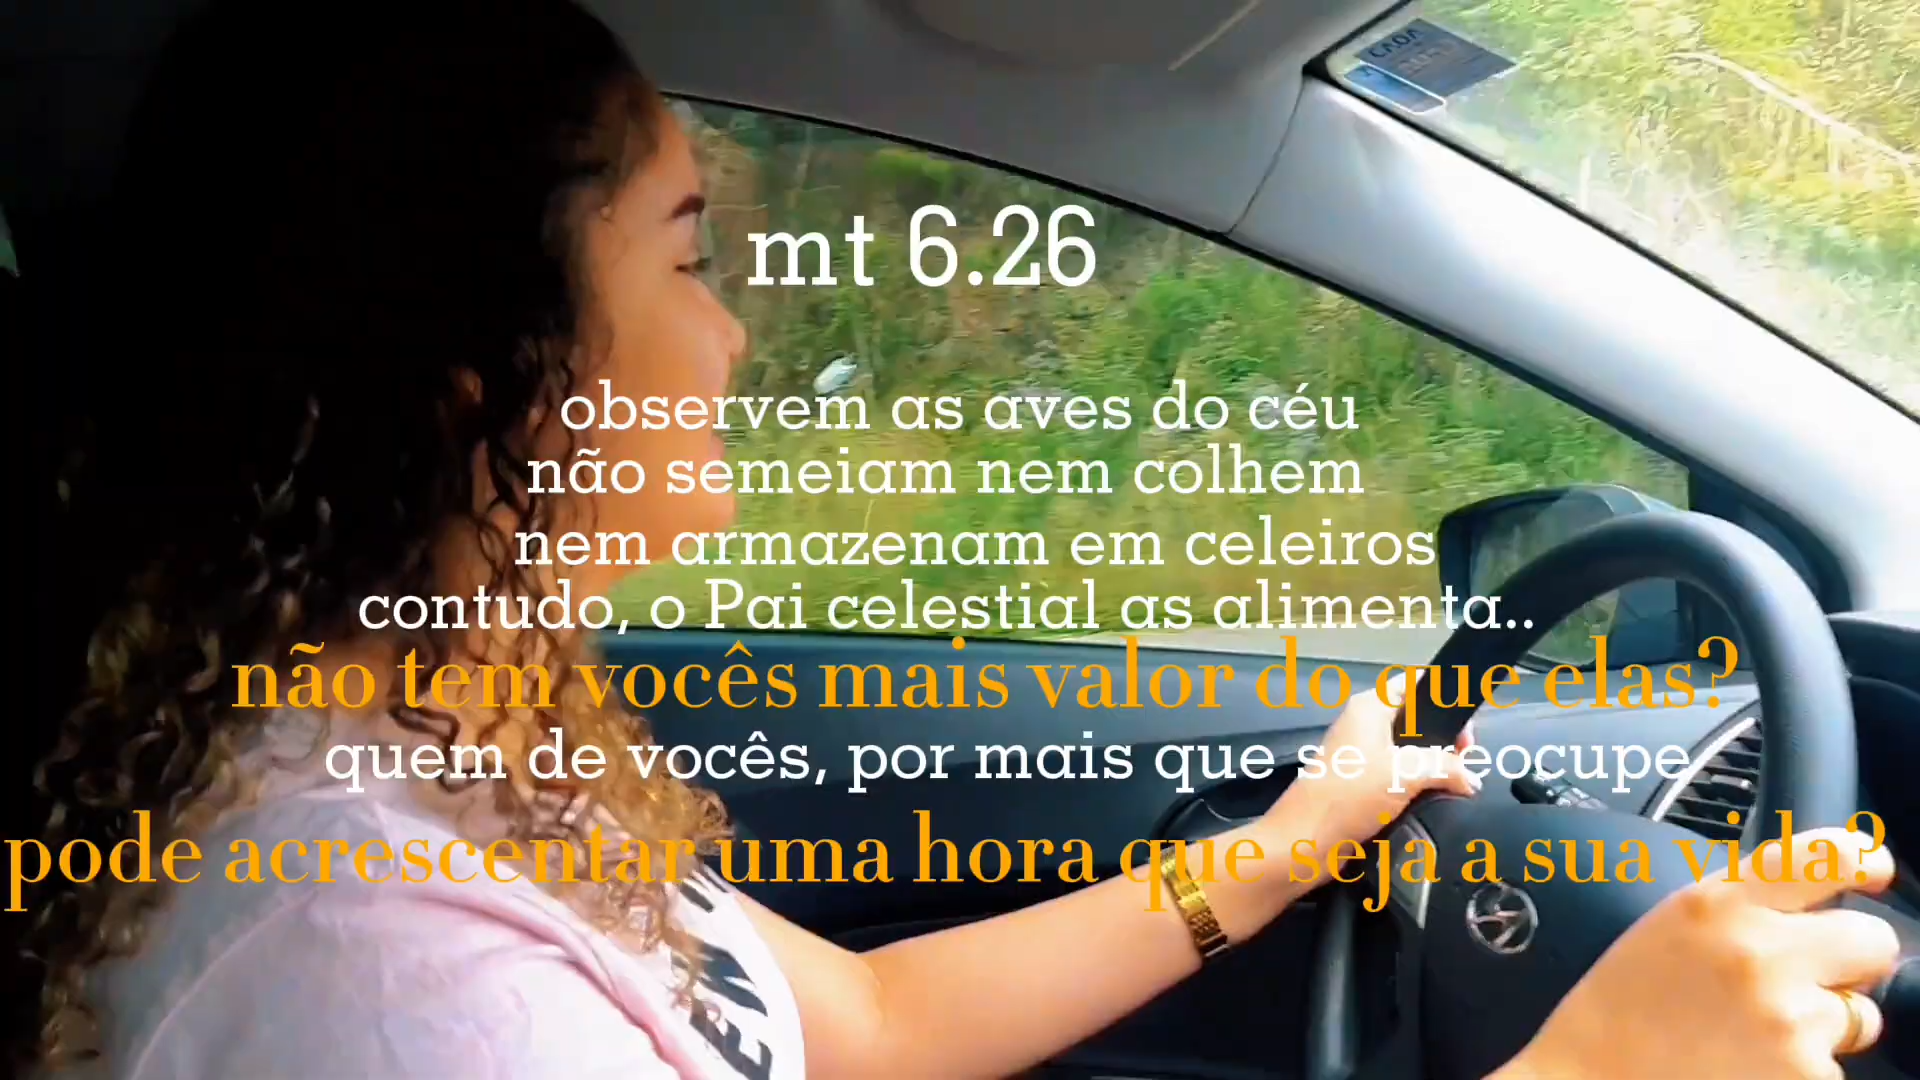 mt 6.26
observem as aves do céu
não semeiam nem colhem
nem armazenam em celeiros
contudo, o Pai celestial as alimenta..
não tem vocês mais valor do que elas?
quem de vocês, por mais que se preocupe
pode acrescentar uma hora que seja a sua vida?